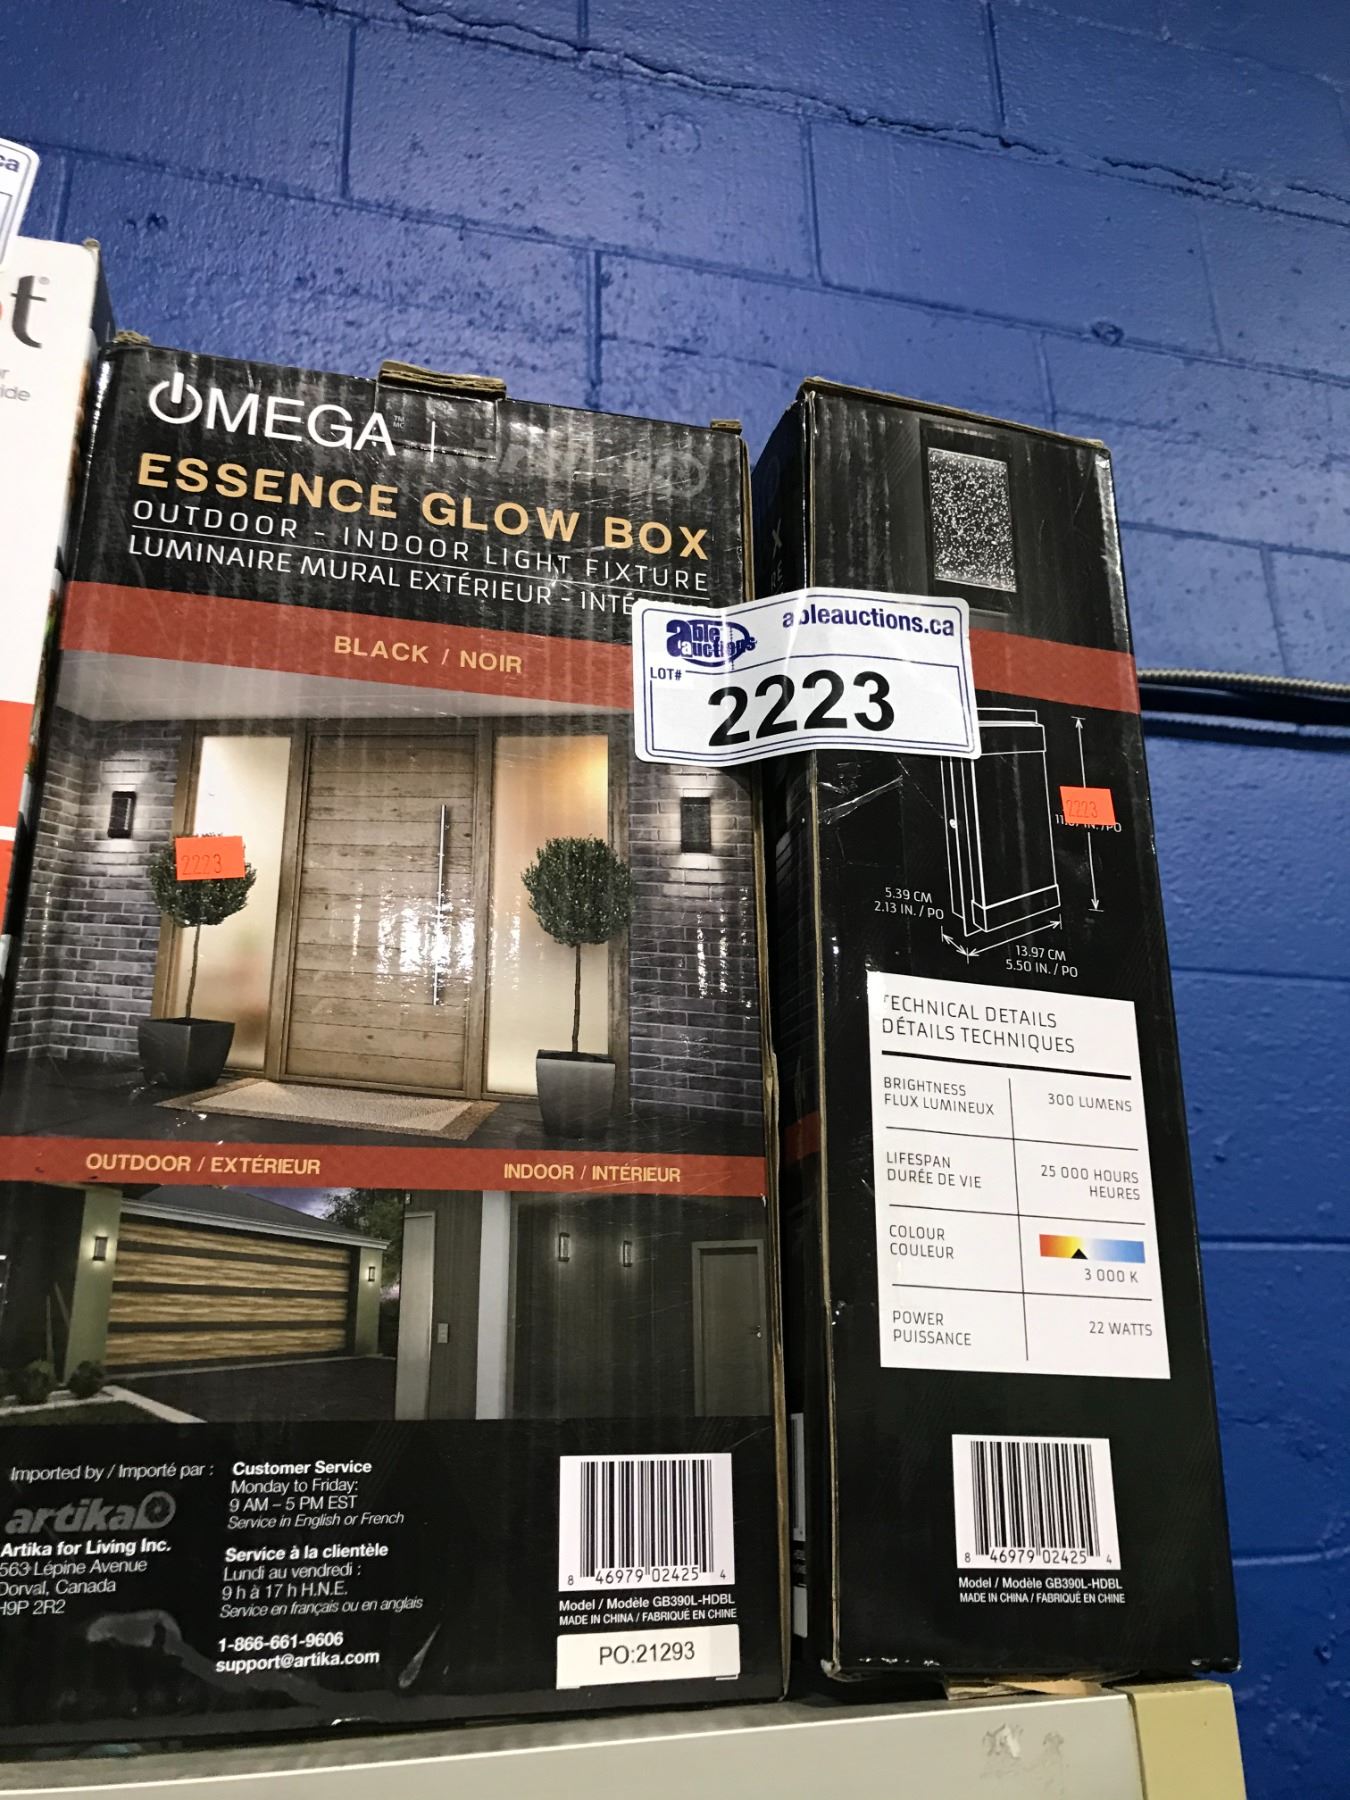 ca
t
ide
OMEGA
TM
MC
ESSENCE GLOW BOX
OUTDOOR - INDOOR LIGHT FIXTURE
LUMINAIRE MURAL EXTÉRIEUR - INTÉ
BLACK / NOIR
2223
OUTDOOR / EXTÉRIEUR
INDOOR / INTÉRIEUR
Imported by / Importé par :
artika
Artika for Living Inc.
563 Lépine Avenue
Dorval, Canada
H9P 2R2
Customer Service
Monday to Friday:
9 AM – 5 PM EST
Service in English or French
Service à la clientèle
Lundi au vendredi :
9 h à 17 h H.N.E.
Service en français ou en anglais
1-866-661-9606
support@artika.com
8 46979 02425 4
Model / Modèle GB390L-HDBL
MADE IN CHINA / FABRIQUÉ EN CHINE
PO:21293
able auctions
ableauctions.ca
LOT#
2223
X
2223
5.39 CM
2.13 IN. / PO
13.97 CM
5.50 IN. / PO
TECHNICAL DETAILS
DÉTAILS TECHNIQUES
BRIGHTNESS
FLUX LUMINEUX
300 LUMENS
LIFESPAN
DURÉE DE VIE
25 000 HOURS
HEURES
COLOUR
COULEUR
3 000 K
POWER
PUISSANCE
22 WATTS
8 46979 02425 4
Model / Modèle GB390L-HDBL
MADE IN CHINA / FABRIQUÉ EN CHINE